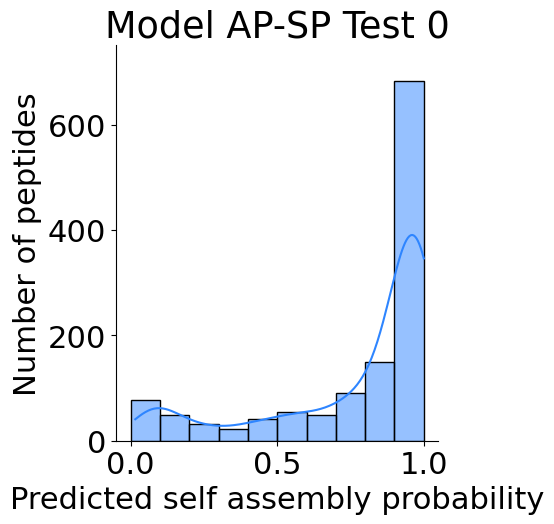 Model AP-SP Test 0
Number of peptides
600
400
200
0
0.0 0.5 1.0
Predicted self assembly probability